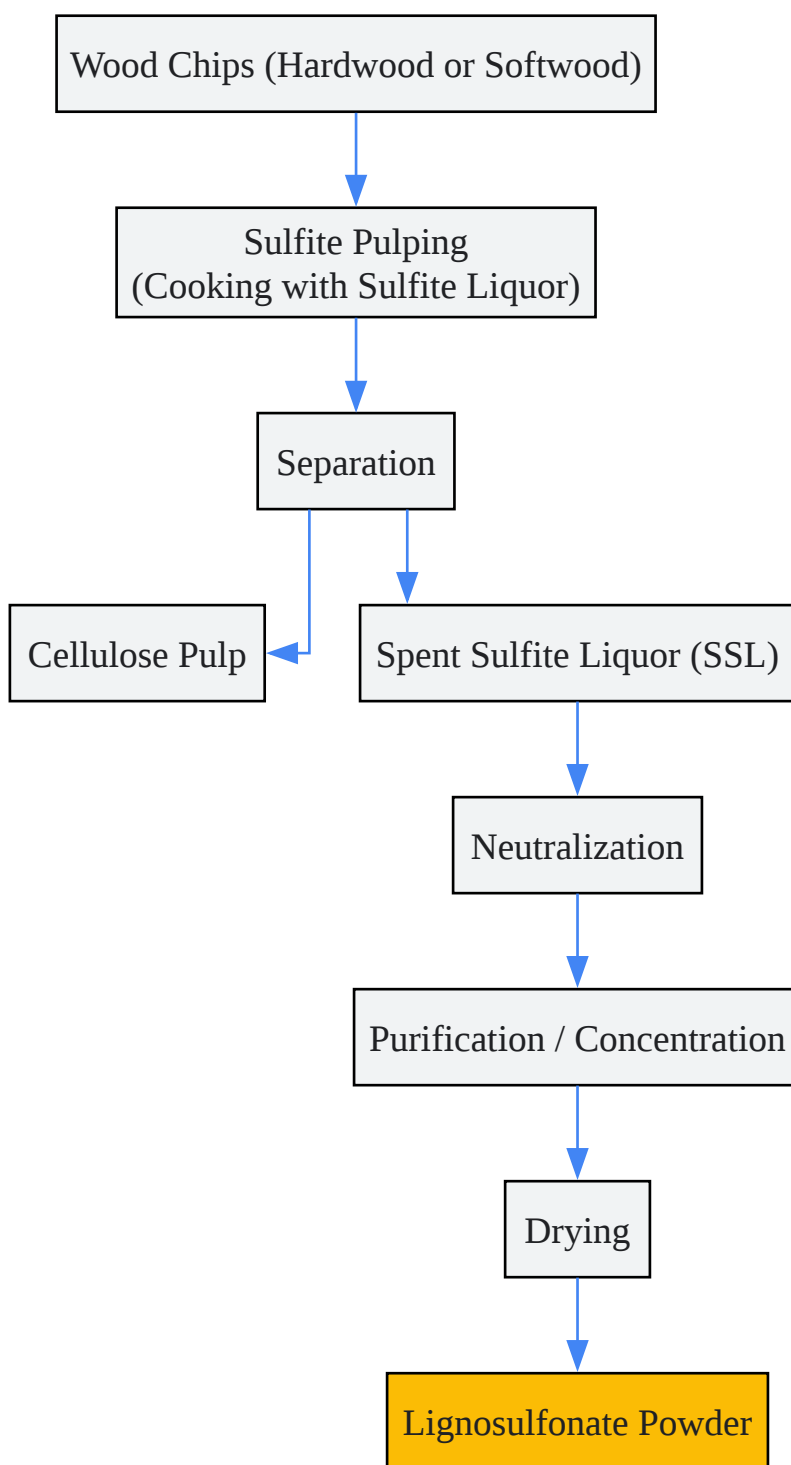 Wood Chips (Hardwood or Softwood)
Sulfite Pulping
(Cooking with Sulfite Liquor)
Separation
Cellulose Pulp
Spent Sulfite Liquor (SSL)
Neutralization
Purification / Concentration
Drying
Lignosulfonate Powder